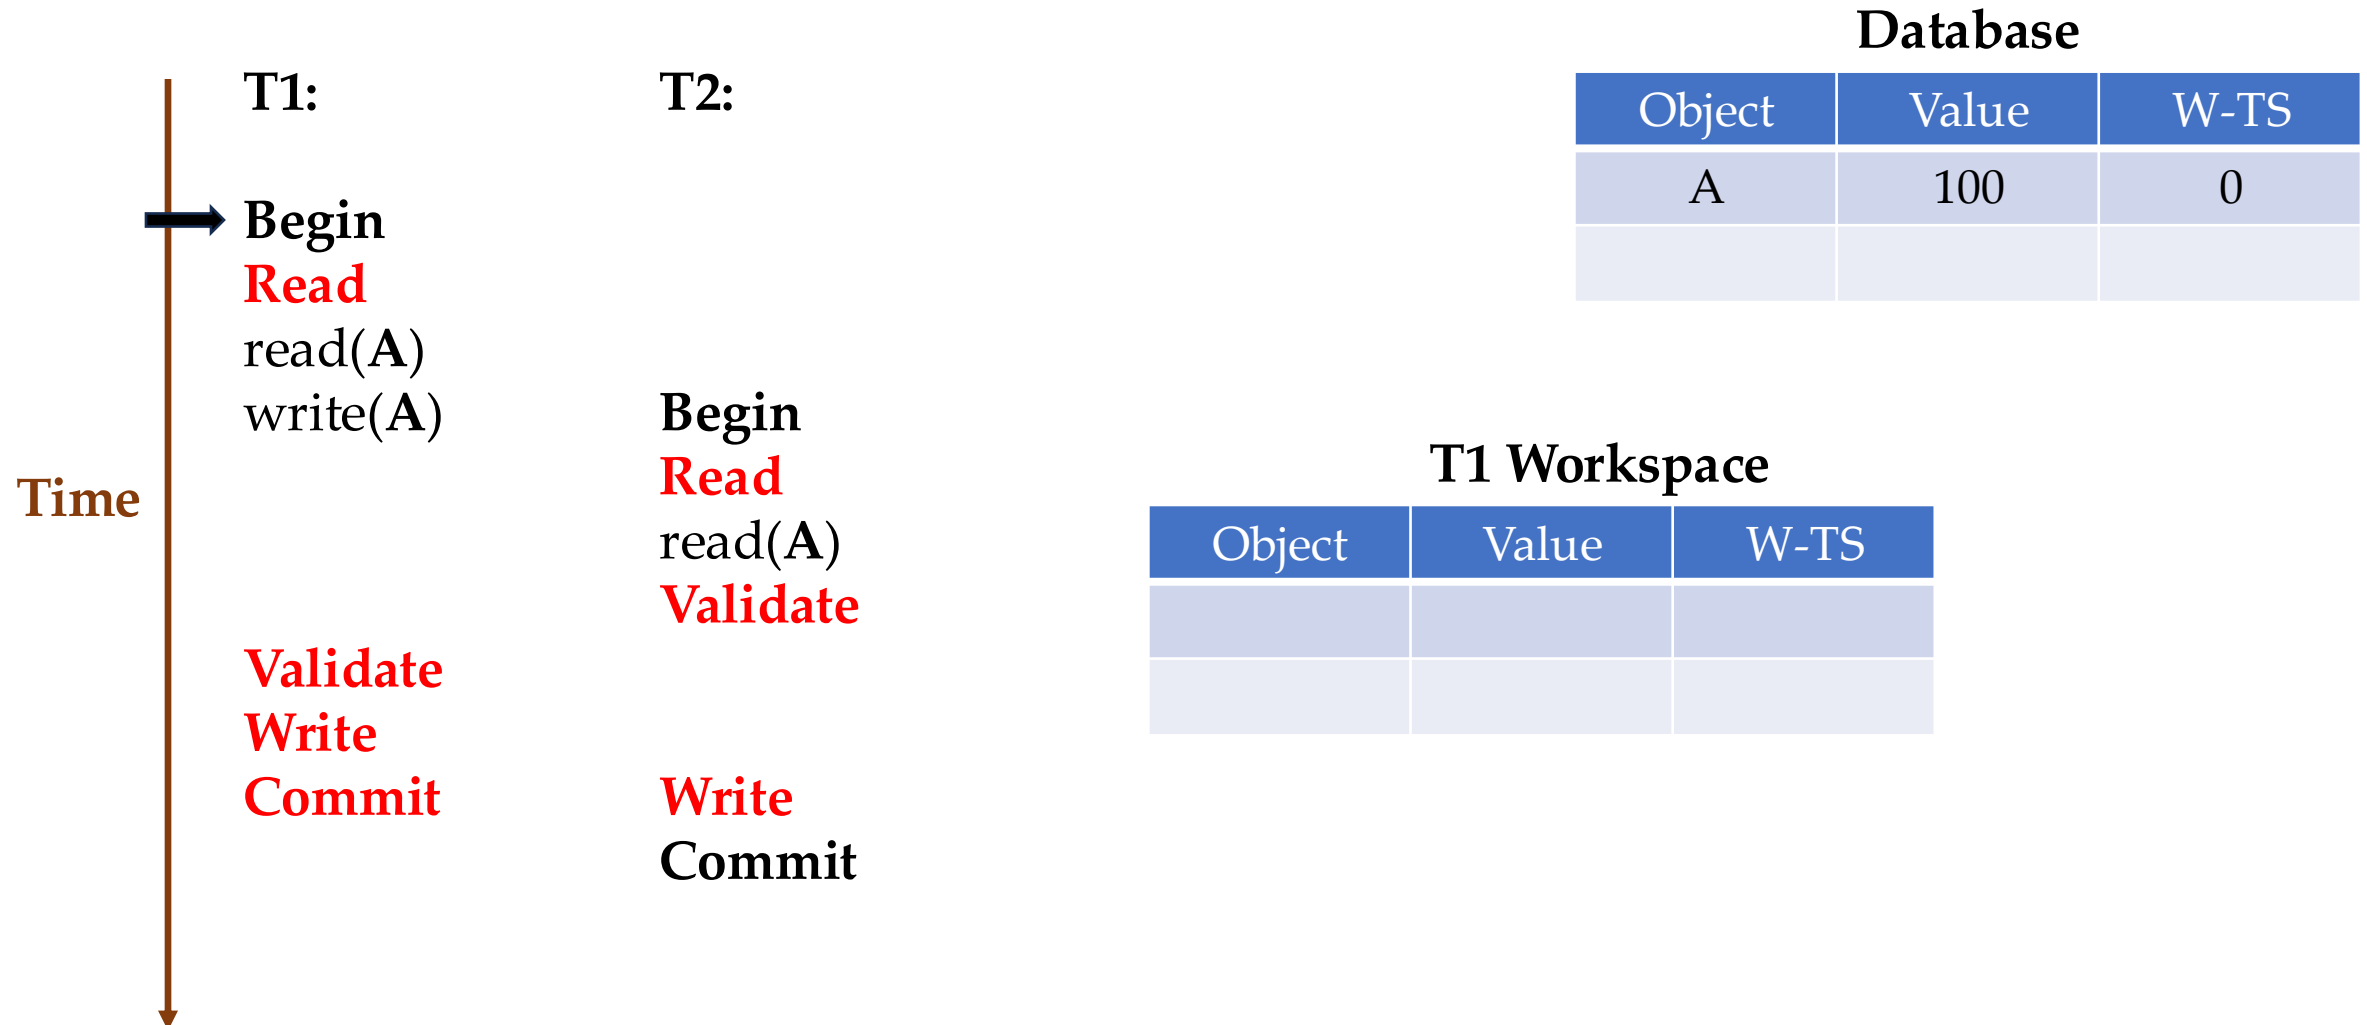 Database
T1:
T2:
Object Value W-TS
A 100 0
Begin
Read
read(A)
write(A)
Begin
Read
read(A)
Validate
Time
T1 Workspace
Object Value W-TS
Validate
Write
Commit
Write
Commit